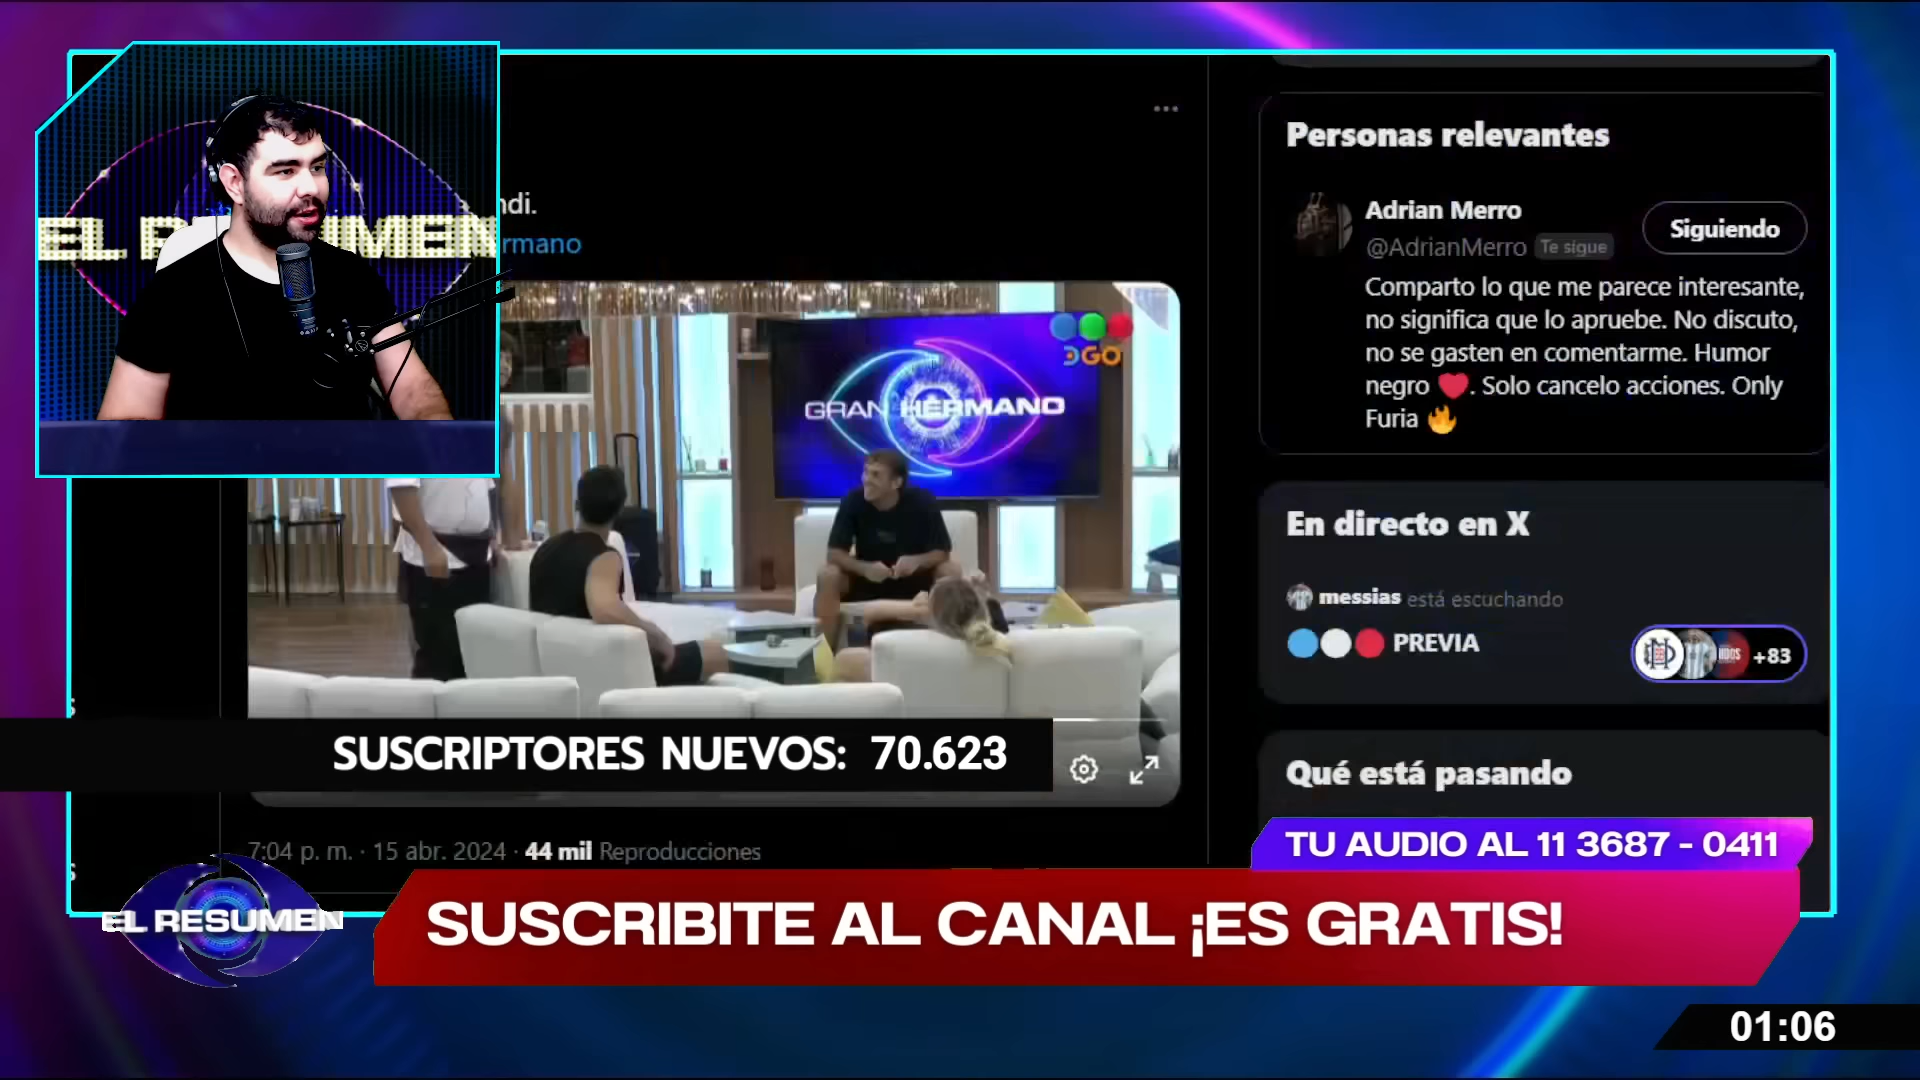 EL RESUMEN
ndi.
rmano
DGO
GRAN HERMANO
Personas relevantes
Adrian Merro
@AdrianMerro Te sigue
Siguiendo
Comparto lo que me parece interesante,
no significa que lo apruebe. No discuto,
no se gasten en comentarme. Humor
negro ❤️. Solo cancelo acciones. Only
Furia 🔥
En directo en X
messias está escuchando
PREVIA
+83
Qué está pasando
SUSCRIPTORES NUEVOS: 70.623
7:04 p. m. · 15 abr. 2024 · 44 mil Reproducciones
TU AUDIO AL 11 3687 - 0411
EL RESUMEN
SUSCRIBITE AL CANAL ¡ES GRATIS!
01:06